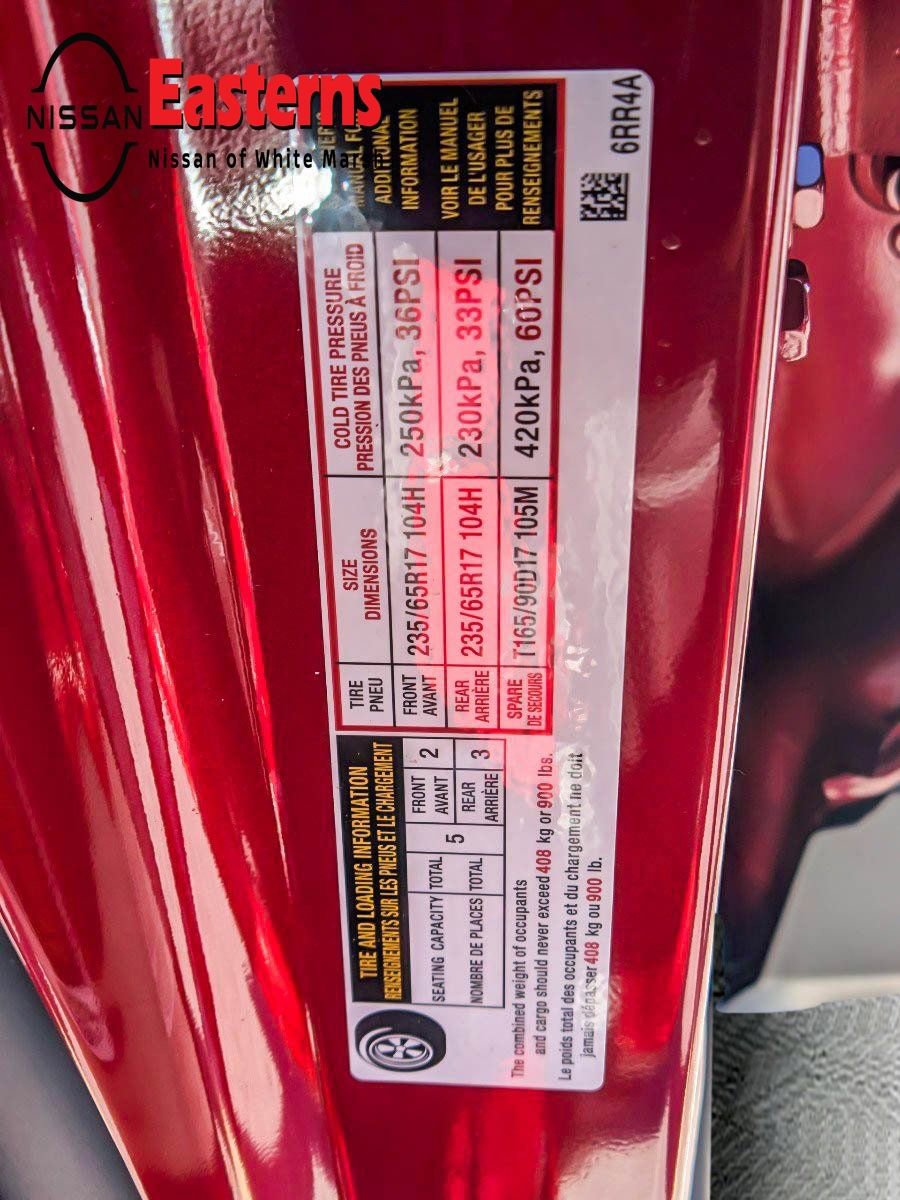 NISSAN
Easterns
Nissan of White Marsh
TIRE AND LOADING INFORMATION
RENSEIGNEMENTS SUR LES PNEUS ET LE CHARGEMENT
SEATING CAPACITY TOTAL
NOMBRE DE PLACES TOTAL
5
FRONT
AVANT
2
REAR
ARRIÈRE
3
The combined weight of occupants
and cargo should never exceed 408 kg or 900 lbs.
Le poids total des occupants et du chargement ne doit
jamais dépasser 408 kg ou 900 lb.
TIRE
PNEU
SIZE
DIMENSIONS
COLD TIRE PRESSURE
PRESSION DES PNEUS À FROID
FRONT
AVANT
235/65R17 104H
250kPa, 36PSI
REAR
ARRIÈRE
235/65R17 104H
230kPa, 33PSI
SPARE
DE SECOURS
T165/90D17 105M
420kPa, 60PSI
ADDITIONAL
INFORMATION
VOIR LE MANUEL
DE L'USAGER
POUR PLUS DE
RENSEIGNEMENTS
6RR4A